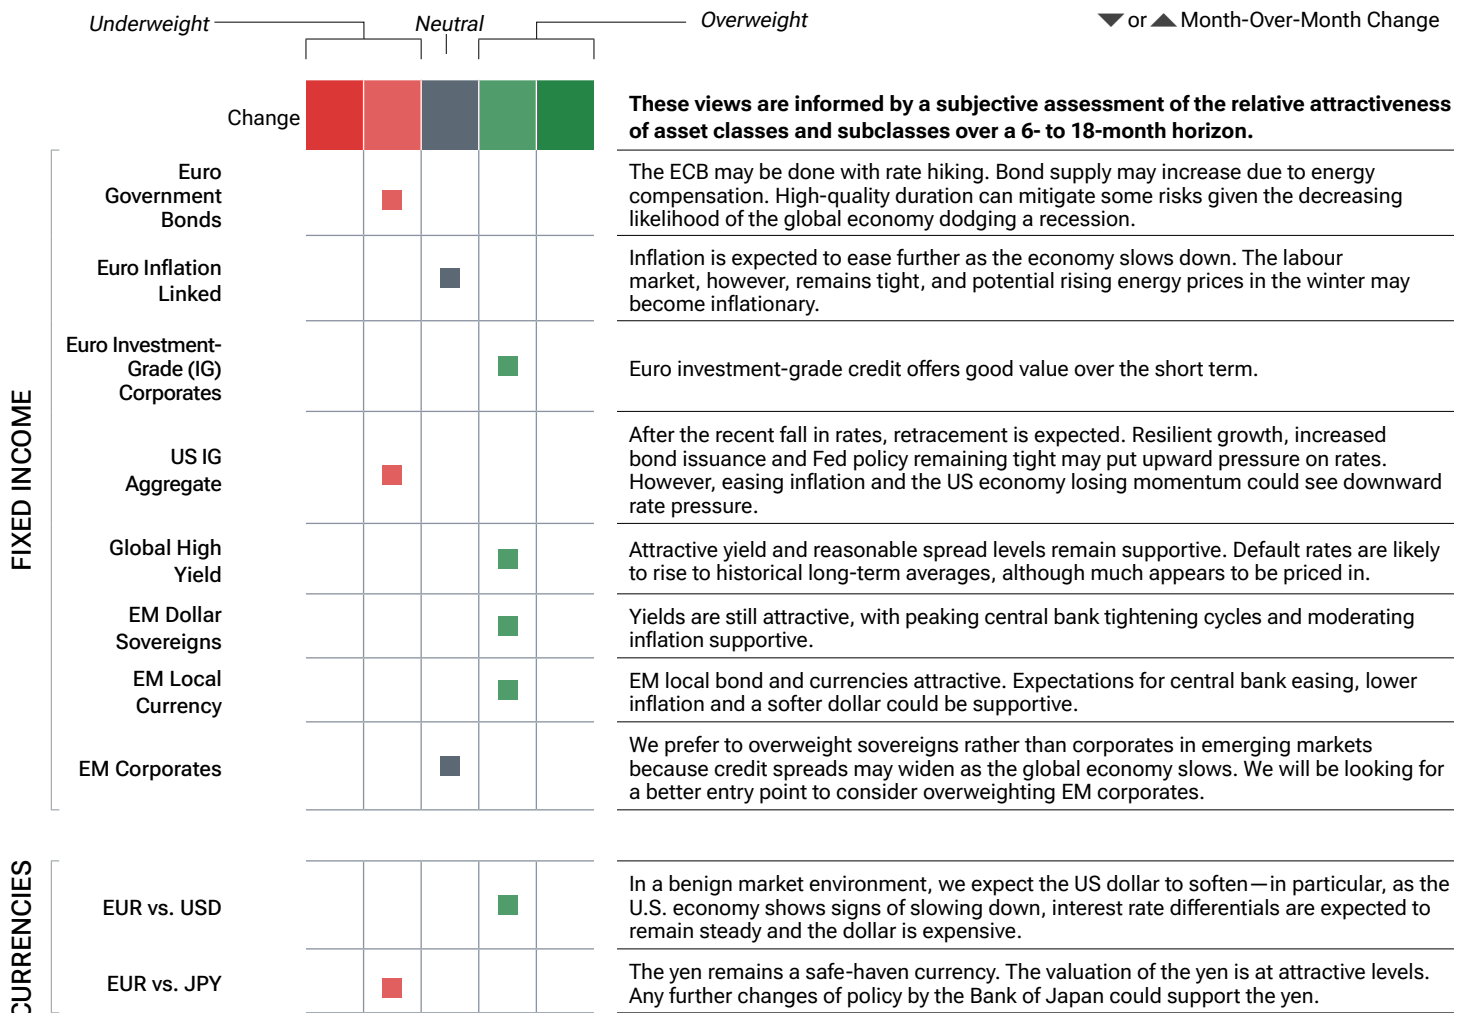 Underweight
Neutral
Overweight
or Month-Over-Month Change
Change
These views are informed by a subjective assessment of the relative attractiveness
of asset classes and subclasses over a 6- to 18-month horizon.
FIXED INCOME
Euro
Government
Bonds
The ECB may be done with rate hiking. Bond supply may increase due to energy
compensation. High-quality duration can mitigate some risks given the decreasing
likelihood of the global economy dodging a recession.
Euro Inflation
Linked
Inflation is expected to ease further as the economy slows down. The labour
market, however, remains tight, and potential rising energy prices in the winter may
become inflationary.
Euro Investment-
Grade (IG)
Corporates
Euro investment-grade credit offers good value over the short term.
US IG
Aggregate
After the recent fall in rates, retracement is expected. Resilient growth, increased
bond issuance and Fed policy remaining tight may put upward pressure on rates.
However, easing inflation and the US economy losing momentum could see downward
rate pressure.
Global High
Yield
Attractive yield and reasonable spread levels remain supportive. Default rates are likely
to rise to historical long-term averages, although much appears to be priced in.
EM Dollar
Sovereigns
Yields are still attractive, with peaking central bank tightening cycles and moderating
inflation supportive.
EM Local
Currency
EM local bond and currencies attractive. Expectations for central bank easing, lower
inflation and a softer dollar could be supportive.
EM Corporates
We prefer to overweight sovereigns rather than corporates in emerging markets
because credit spreads may widen as the global economy slows. We will be looking for
a better entry point to consider overweighting EM corporates.
CURRENCIES
EUR vs. USD
In a benign market environment, we expect the US dollar to soften—in particular, as the
U.S. economy shows signs of slowing down, interest rate differentials are expected to
remain steady and the dollar is expensive.
EUR vs. JPY
The yen remains a safe-haven currency. The valuation of the yen is at attractive levels.
Any further changes of policy by the Bank of Japan could support the yen.